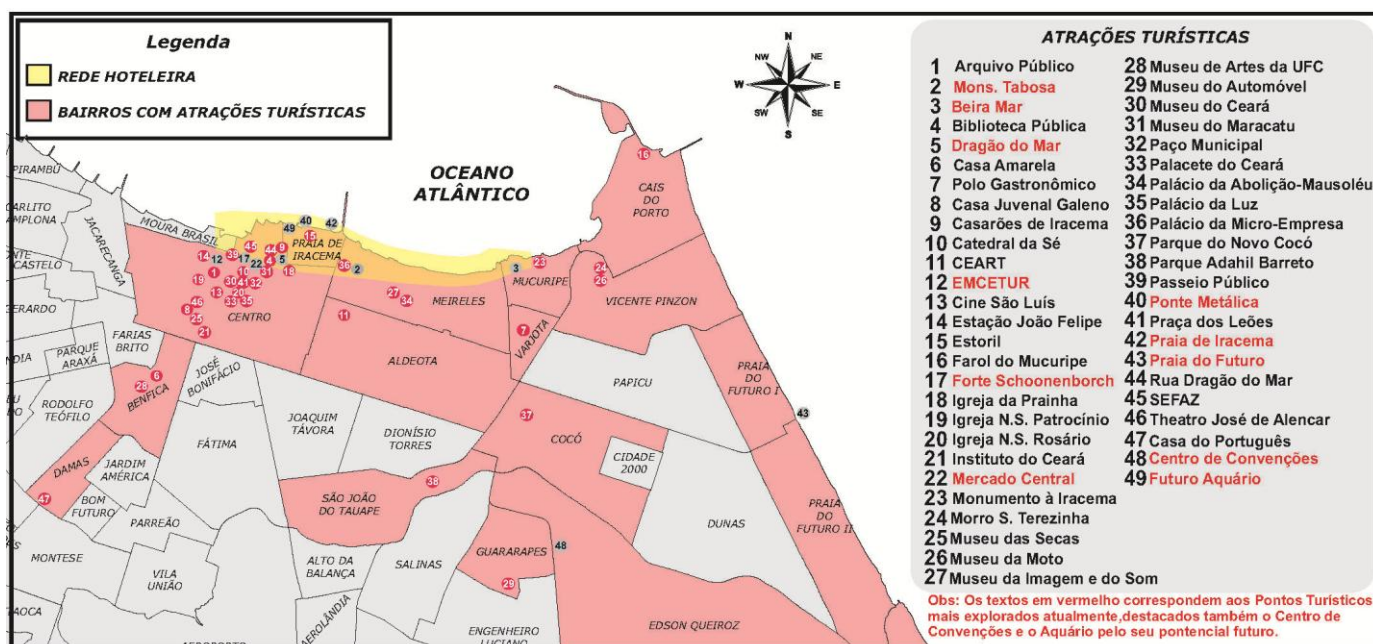 Legenda
REDE HOTELEIRA
BAIRROS COM ATRAÇÕES TURÍSTICAS
N
NW
NE
W
E
SW
SE
S
OCEANO
ATLÂNTICO
PIRAMBÚ
JACARECANGA
MOURA BRASIL
CENTRO
PRAIA DE
IRACEMA
MEIRELES
MUCURIPE
VARJOTA
CAIS
DO
PORTO
VICENTE PINZON
ALDEOTA
PAPICU
PRAIA
DO
FUTURO I
FARIAS
BRITO
PARQUE
ARAXÁ
RODOLFO
TEÓFILO
BENFICA
JOSÉ
BONIFÁCIO
FÁTIMA
JOAQUIM
TÁVORA
DIONÍSIO
TORRES
COCÓ
CIDADE
2000
DUNAS
PRAIA
DO
FUTURO II
DAMAS
JARDIM
AMÉRICA
BOM
FUTURO
PARREÃO
MONTESE
VILA
UNIÃO
SÃO JOÃO
DO TAUAPE
ALTO DA
BALANÇA
AEROLÂNDIA
SALINAS
GUARARAPES
ENGENHEIRO
LUCIANO
EDSON QUEIROZ
ATRAÇÕES TURÍSTICAS
1 Arquivo Público
2 Mons. Tabosa
3 Beira Mar
4 Biblioteca Pública
5 Dragão do Mar
6 Casa Amarela
7 Polo Gastronômico
8 Casa Juvenal Galeno
9 Casarões de Iracema
10 Catedral da Sé
11 CEART
12 EMCETUR
13 Cine São Luís
14 Estação João Felipe
15 Estoril
16 Farol do Mucuripe
17 Forte Schoonenborch
18 Igreja da Prainha
19 Igreja N.S. Patrocínio
20 Igreja N.S. Rosário
21 Instituto do Ceará
22 Mercado Central
23 Monumento à Iracema
24 Morro S. Terezinha
25 Museu das Secas
26 Museu da Moto
27 Museu da Imagem e do Som
28 Museu de Artes da UFC
29 Museu do Automóvel
30 Museu do Ceará
31 Museu do Maracatu
32 Paço Municipal
33 Palacete do Ceará
34 Palácio da Abolição-Mausoléu
35 Palácio da Luz
36 Palácio da Micro-Empresa
37 Parque do Novo Cocó
38 Parque Adahil Barreto
39 Passeio Público
40 Ponte Metálica
41 Praça dos Leões
42 Praia de Iracema
43 Praia do Futuro
44 Rua Dragão do Mar
45 SEFAZ
46 Theatro José de Alencar
47 Casa do Português
48 Centro de Convenções
49 Futuro Aquário
Obs: Os textos em vermelho correspondem aos Pontos Turísticos
mais explorados atualmente,destacados também o Centro de
Convenções e o Aquário pelo seu pontencial futuro.